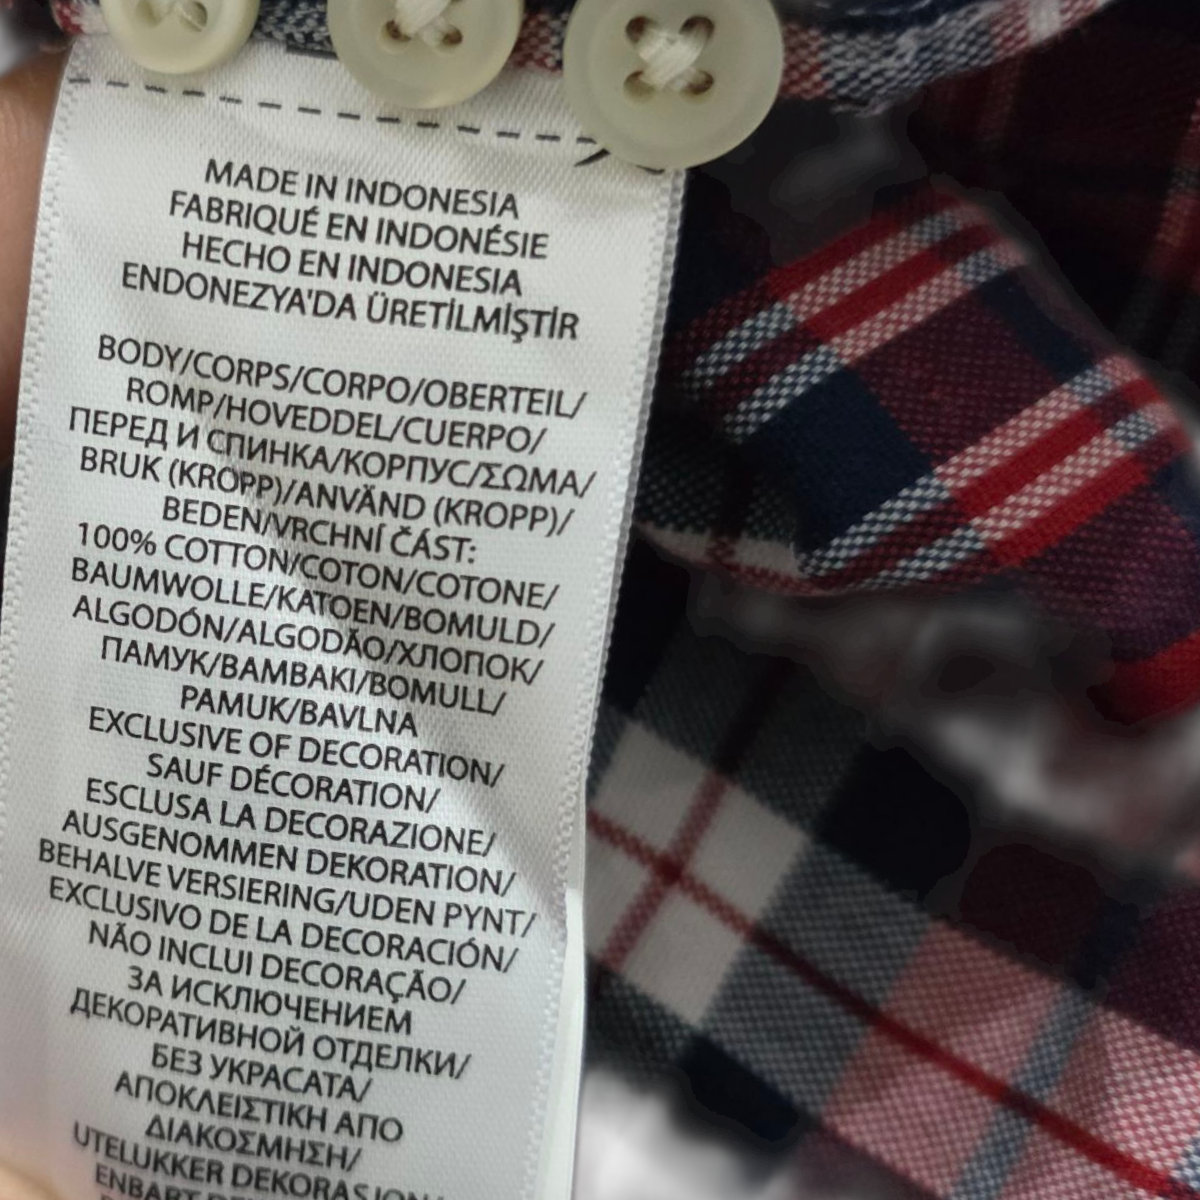 MADE IN INDONESIA
FABRIQUÉ EN INDONÉSIE
HECHO EN INDONESIA
ENDONEZYA'DA ÜRETİLMİŞTİR
BODY/CORPS/CORPO/OBERTEIL/
ROMP/HOVEDDEL/CUERPO/
ПЕРЕД И СПИНКА/КОРПУС/ΣΩΜΑ/
BRUK (KROPP)/ANVÄND (KROPP)/
BEDEN/VRCHNÍ ČÁST:
100% COTTON/COTON/COTONE/
BAUMWOLLE/KATOEN/BOMULD/
ALGODÓN/ALGODÃO/ХЛОПОК/
ПАМУК/BAMBAKI/BOMULL/
PAMUK/BAVLNA
EXCLUSIVE OF DECORATION/
SAUF DÉCORATION/
ESCLUSA LA DECORAZIONE/
AUSGENOMMEN DEKORATION/
BEHALVE VERSIERING/UDEN PYNT/
EXCLUSIVO DE LA DECORACIÓN/
NÃO INCLUI DECORAÇÃO/
ЗА ИСКЛЮЧЕНИЕМ
ДЕКОРАТИВНОЙ ОТДЕЛКИ/
БЕЗ УКРАСАТА/
ΑΠΟΚΛΕΙΣΤΙΚΗ ΑΠΟ
ΔΙΑΚΟΣΜΗΣΗ/
UTELUKKER DEKORASJON/
ENBART